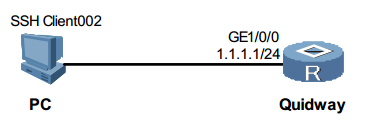 SSH Client002
GE1/0/0
1.1.1.1/24
R
PC
Quidway